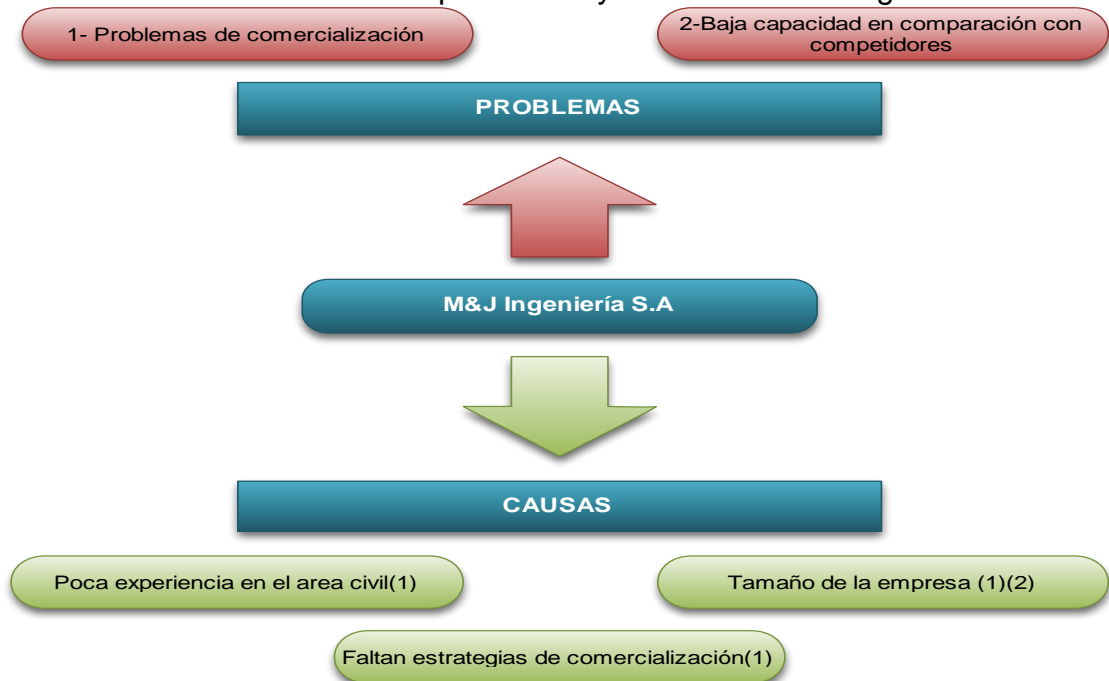 1- Problemas de comercialización
2-Baja capacidad en comparación con
competidores
PROBLEMAS
M&J Ingeniería S.A
CAUSAS
Poca experiencia en el area civil(1)
Tamaño de la empresa (1)(2)
Faltan estrategias de comercialización(1)